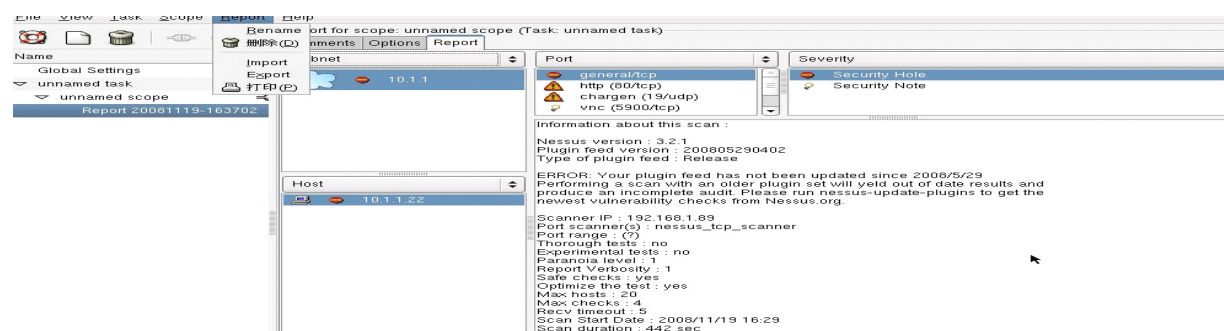 File View Task Scope Report Help
Rename
删除(D)
Import
Export
打印(P)
ort for scope: unnamed scope (Task: unnamed task)
mments Options Report
Name
Global Settings
unnamed task
unnamed scope
Report 20081119-163702
bnet
10.1.1
Host
10.1.1.22
Port
general/tcp
http (80/tcp)
chargen (19/udp)
vnc (5900/tcp)
Severity
Security Hole
Security Note
Information about this scan :
Nessus version : 3.2.1
Plugin feed version : 200805290402
Type of plugin feed : Release
ERROR: Your plugin feed has not been updated since 2008/5/29
Performing a scan with an older plugin set will yeld out of date results and
produce an incomplete audit. Please run nessus-update-plugins to get the
newest vulnerability checks from Nessus.org.
Scanner IP : 192.168.1.89
Port scanner(s) : nessus_tcp_scanner
Port range : (?)
Thorough tests : no
Experimental tests : no
Paranoia level : 1
Report Verbosity : 1
Safe checks : yes
Optimize the test : yes
Max hosts : 20
Max checks : 4
Recv timeout : 5
Scan Start Date : 2008/11/19 16:29
Scan duration : 442 sec